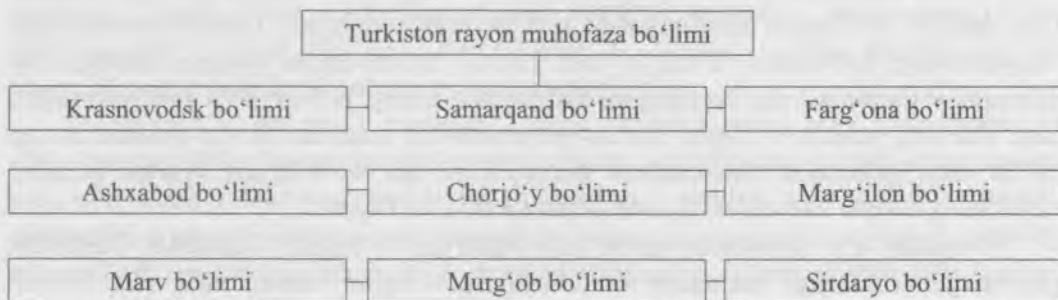 Turkiston rayon muhofaza bo‘limi
Krasnovodsk bo‘limi
Samarqand bo‘limi
Farg‘ona bo‘limi
Ashxabod bo‘limi
Chorjo‘y bo‘limi
Marg‘ilon bo‘limi
Marv bo‘limi
Murg‘ob bo‘limi
Sirdaryo bo‘limi